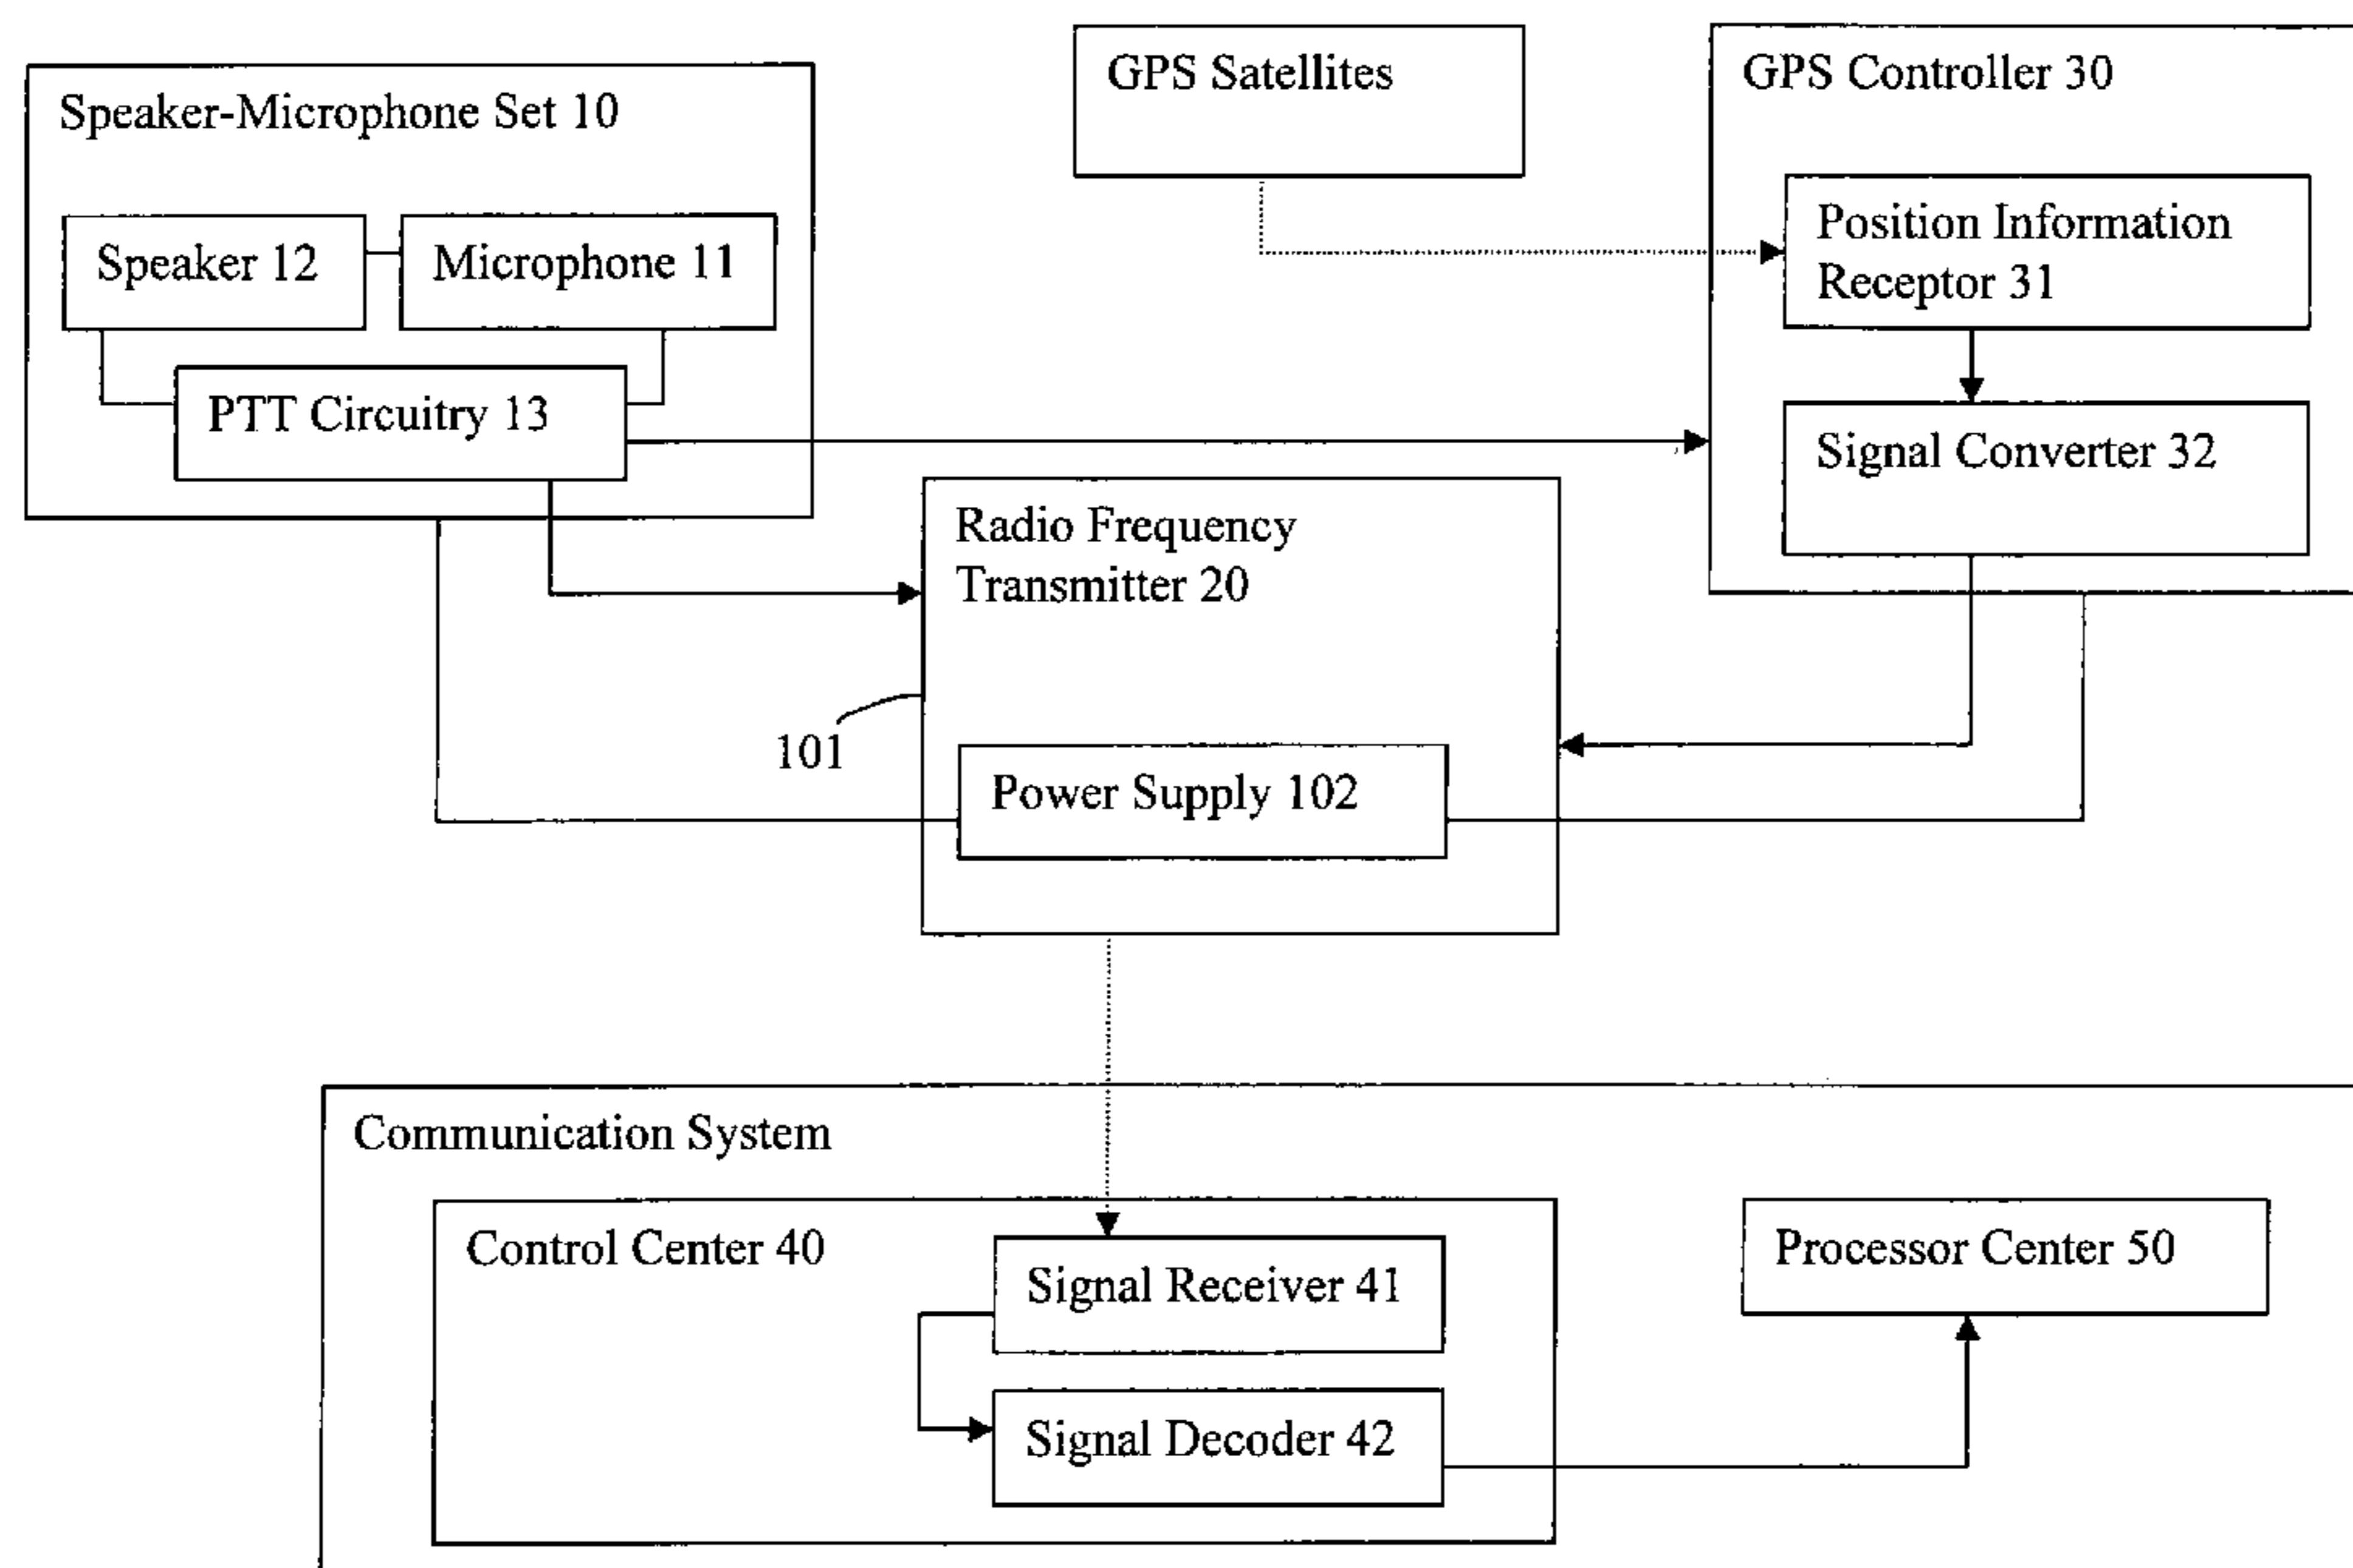 GPS Satellites
GPS Controller 30
Speaker-Microphone Set 10
Position Information
Receptor 31
Speaker 12
Microphone 11
PTT Circuitry 13
Signal Converter 32
Radio Frequency
Transmitter 20
101
Power Supply 102
Communication System
Control Center 40
Signal Receiver 41
Processor Center 50
Signal Decoder 42